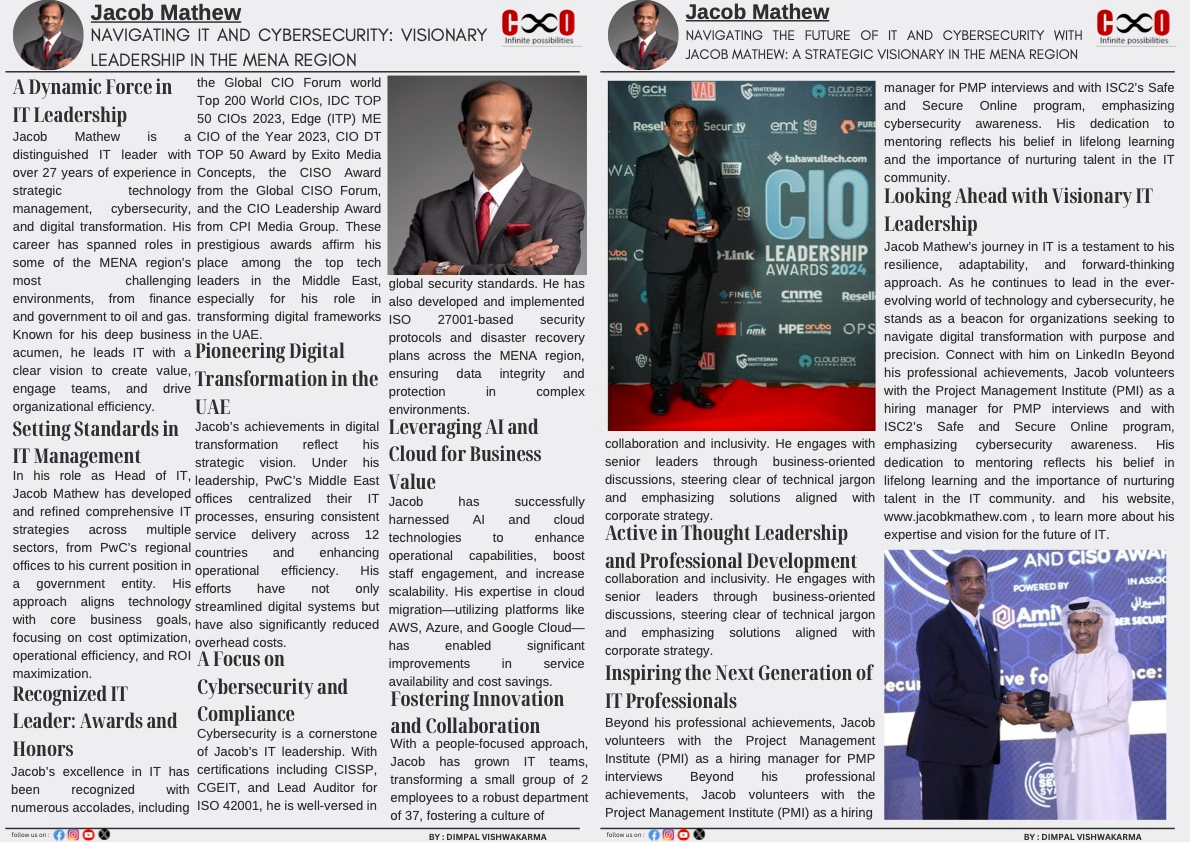 Jacob Mathew
NAVIGATING IT AND CYBERSECURITY: VISIONARY
LEADERSHIP IN THE MENA REGION
CXO
Infinite possibilities
A Dynamic Force in
IT Leadership
Jacob Mathew is a
distinguished IT leader with
over 27 years of experience in
strategic technology
management, cybersecurity,
and digital transformation. His
career has spanned roles in
some of the MENA region's
most challenging
environments, from finance
and government to oil and gas.
Known for his deep business
acumen, he leads IT with a
clear vision to create value,
engage teams, and drive
organizational efficiency.
Setting Standards in
IT Management
In his role as Head of IT,
Jacob Mathew has developed
and refined comprehensive IT
strategies across multiple
sectors, from PwC's regional
offices to his current position in
a government entity. His
approach aligns technology
with core business goals,
focusing on cost optimization,
operational efficiency, and ROI
maximization.
Recognized IT
Leader: Awards and
Honors
Jacob's excellence in IT has
been recognized with
numerous accolades, including
the Global CIO Forum world
Top 200 World CIOs, IDC TOP
50 CIOs 2023, Edge (ITP) ME
CIO of the Year 2023, CIO DT
TOP 50 Award by Exito Media
Concepts, the CISO Award
from the Global CISO Forum,
and the CIO Leadership Award
from CPI Media Group. These
prestigious awards affirm his
place among the top tech
leaders in the Middle East,
especially for his role in
transforming digital frameworks
in the UAE.
Pioneering Digital
Transformation in the
UAE
Jacob's achievements in digital
transformation reflect his
strategic vision. Under his
leadership, PwC's Middle East
offices centralized their IT
processes, ensuring consistent
service delivery across 12
countries and enhancing
operational efficiency. His
efforts have not only
streamlined digital systems but
have also significantly reduced
overhead costs.
A Focus on
Cybersecurity and
Compliance
Cybersecurity is a cornerstone
of Jacob's IT leadership. With
certifications including CISSP,
CGEIT, and Lead Auditor for
ISO 42001, he is well-versed in
global security standards. He has
also developed and implemented
ISO 27001-based security
protocols and disaster recovery
plans across the MENA region,
ensuring data integrity and
protection in complex
environments.
Leveraging AI and
Cloud for Business
Value
Jacob has successfully
harnessed AI and cloud
technologies to enhance
operational capabilities, boost
staff engagement, and increase
scalability. His expertise in cloud
migration—utilizing platforms like
AWS, Azure, and Google Cloud—
has enabled significant
improvements in service
availability and cost savings.
Fostering Innovation
and Collaboration
With a people-focused approach,
Jacob has grown IT teams,
transforming a small group of 2
employees to a robust department
of 37, fostering a culture of
follow us on :
BY : DIMPAL VISHWAKARMA
Jacob Mathew
NAVIGATING THE FUTURE OF IT AND CYBERSECURITY WITH
JACOB MATHEW: A STRATEGIC VISIONARY IN THE MENA REGION
CXO
Infinite possibilities
GCH
VAD
WHITESWAN
IDENTITY SECURITY
CLOUD BOX
TECHNOLOGIES
Resell
Security
emt
PURE
tahawultech.com
CIO
LEADERSHIP
AWARDS 2024
D-Link
FINESSE
cnme
Resell
VAD
WHITESWAN
IDENTITY SECURITY
CLOUD BOX
TECHNOLOGIES
nmk
HPE aruba
networking
OPS
collaboration and inclusivity. He engages with
senior leaders through business-oriented
discussions, steering clear of technical jargon
and emphasizing solutions aligned with
corporate strategy.
Active in Thought Leadership
and Professional Development
collaboration and inclusivity. He engages with
senior leaders through business-oriented
discussions, steering clear of technical jargon
and emphasizing solutions aligned with
corporate strategy.
Inspiring the Next Generation of
IT Professionals
Beyond his professional achievements, Jacob
volunteers with the Project Management
Institute (PMI) as a hiring manager for PMP
interviews Beyond his professional
achievements, Jacob volunteers with the
Project Management Institute (PMI) as a hiring
manager for PMP interviews and with ISC2's Safe
and Secure Online program, emphasizing
cybersecurity awareness. His dedication to
mentoring reflects his belief in lifelong learning
and the importance of nurturing talent in the IT
community.
Looking Ahead with Visionary IT
Leadership
Jacob Mathew's journey in IT is a testament to his
resilience, adaptability, and forward-thinking
approach. As he continues to lead in the ever-
evolving world of technology and cybersecurity, he
stands as a beacon for organizations seeking to
navigate digital transformation with purpose and
precision. Connect with him on LinkedIn Beyond
his professional achievements, Jacob volunteers
with the Project Management Institute (PMI) as a
hiring manager for PMP interviews and with
ISC2's Safe and Secure Online program,
emphasizing cybersecurity awareness. His
dedication to mentoring reflects his belief in
lifelong learning and the importance of nurturing
talent in the IT community. and his website,
www.jacobkmathew.com , to learn more about his
expertise and vision for the future of IT.
AND CISO AWAR
POWERED BY
IN ASSOC
AmiV
follow us on :
BY : DIMPAL VISHWAKARMA